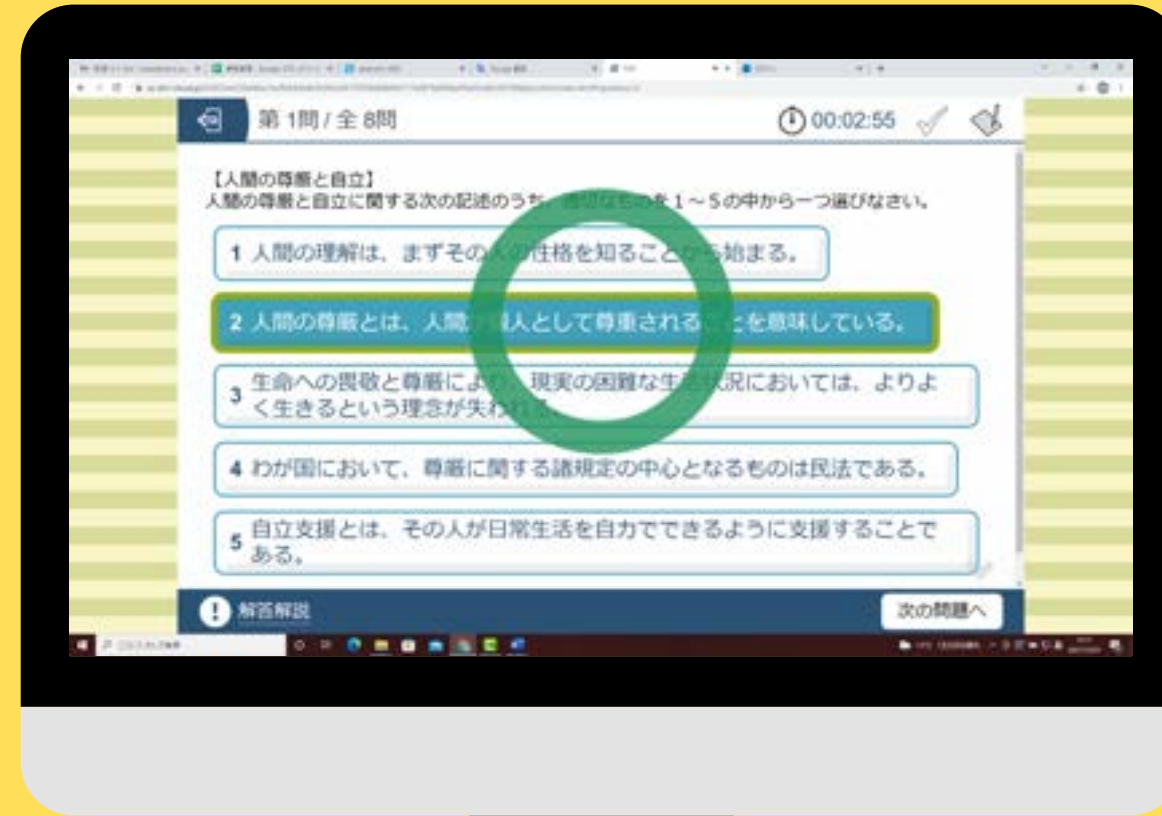 第 1問 / 全 8問
00:02:55
【人間の尊厳と自立】
人間の尊厳と自立に関する次の記述のうち、適切なものを1～5の中から一つ選びなさい。
1 人間の理解は、まずその人の性格を知ることから始まる。
2 人間の尊厳とは、人間が個人として尊重されることを意味している。
3 生命への畏敬と尊厳により、現実の困難な生活状況においては、よりよ
く生きるという理念が失われる。
4 わが国において、尊厳に関する諸規定の中心となるものは民法である。
5 自立支援とは、その人が日常生活を自力でできるように支援することで
ある。
解答解説
次の問題へ